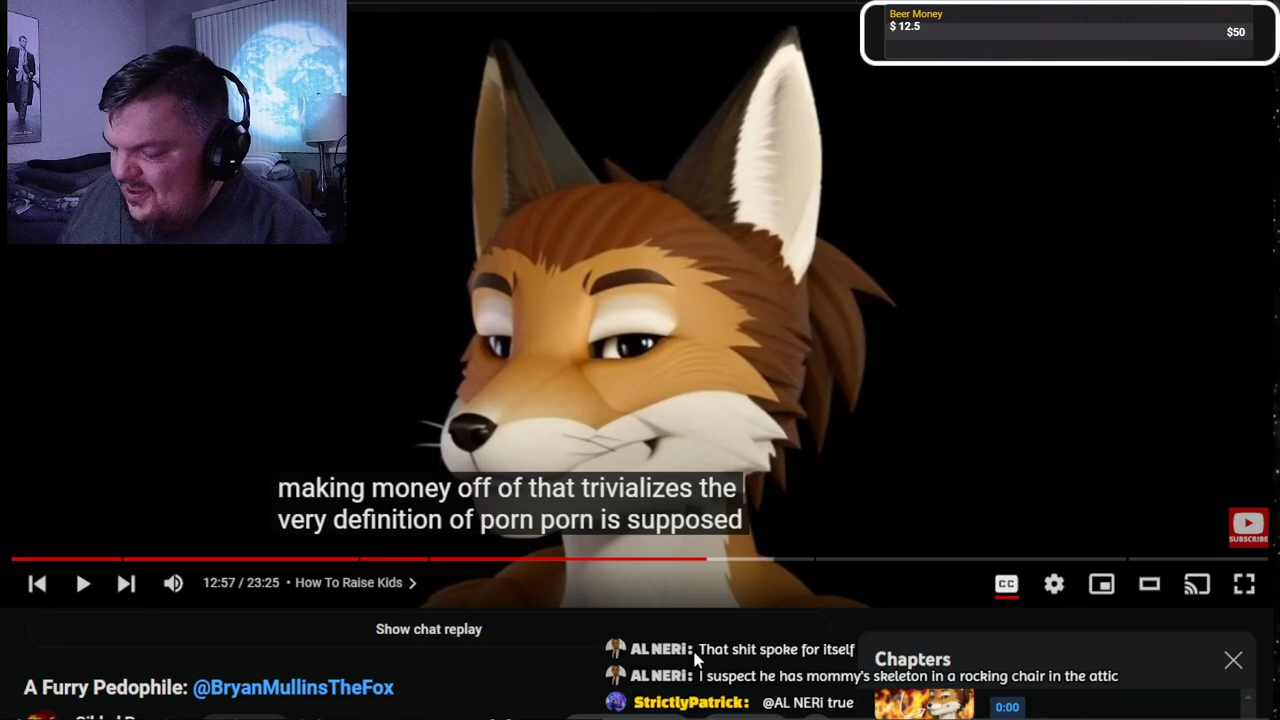 Beer Money
$ 12.5
$50
making money off of that trivializes the
very definition of porn porn is supposed
SUBSCRIBE
12:57 / 23:25 • How To Raise Kids
CC
Show chat replay
AL NERi: That shit spoke for itself
Chapters
AL NERi: I suspect he has mommy's skeleton in a rocking chair in the attic
A Furry Pedophile: @BryanMullinsTheFox
StrictlyPatrick: @AL NERi true
0:00